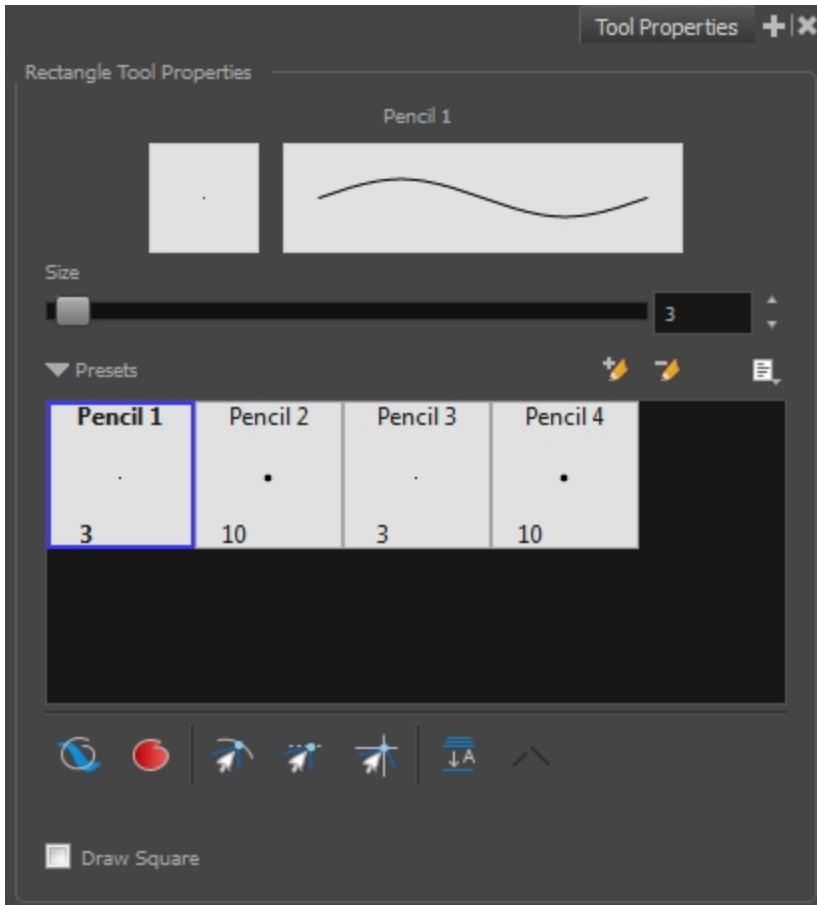 Tool Properties
Rectangle Tool Properties
Pencil 1
Size
3
Presets
Pencil 1 Pencil 2 Pencil 3 Pencil 4
3 10 3 10
A
Draw Square